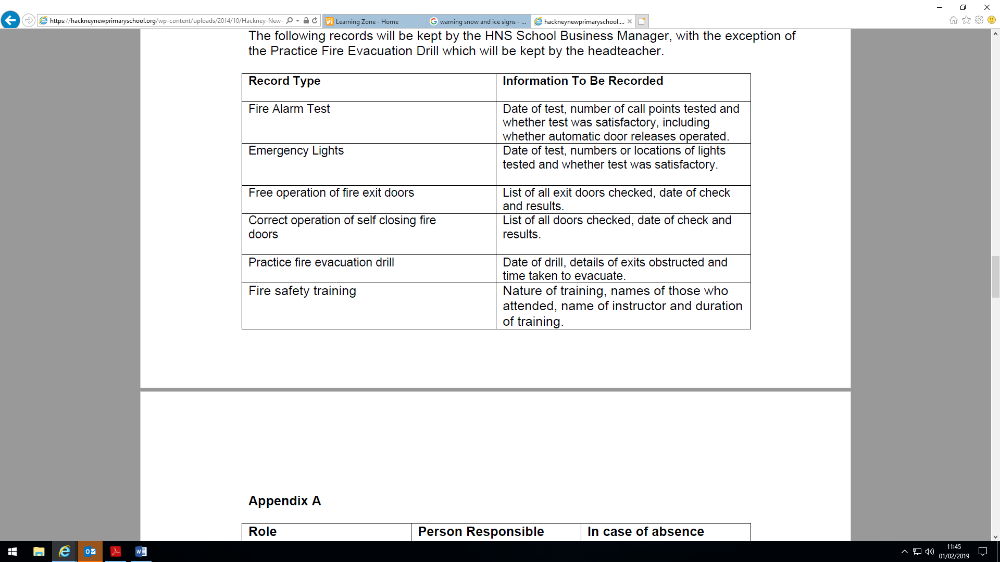 https://hackneynewprimaryschool.org/wp-content/uploads/2014/10/Hackney-New-
Learning Zone - Home
warning snow and ice signs - ...
hackneynewprimaryschool....
The following records will be kept by the HNS School Business Manager, with the exception of
the Practice Fire Evacuation Drill which will be kept by the headteacher.
Record Type
Information To Be Recorded
Fire Alarm Test
Date of test, number of call points tested and
whether test was satisfactory, including
whether automatic door releases operated.
Emergency Lights
Date of test, numbers or locations of lights
tested and whether test was satisfactory.
Free operation of fire exit doors
List of all exit doors checked, date of check
and results.
Correct operation of self closing fire
doors
List of all doors checked, date of check and
results.
Practice fire evacuation drill
Date of drill, details of exits obstructed and
time taken to evacuate.
Fire safety training
Nature of training, names of those who
attended, name of instructor and duration
of training.
Appendix A
Role
Person Responsible
In case of absence
11:45
01/02/2019